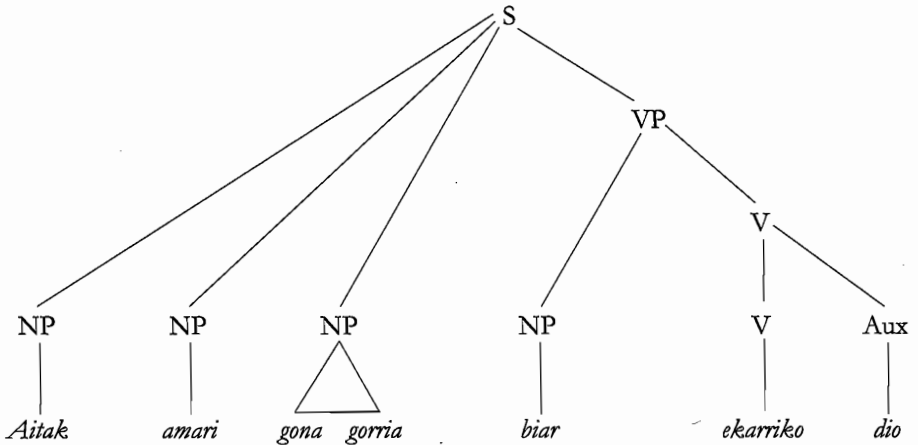 S
VP
V
NP NP NP NP V Aux
Aitak amari gona gorria biar ekarriko dio